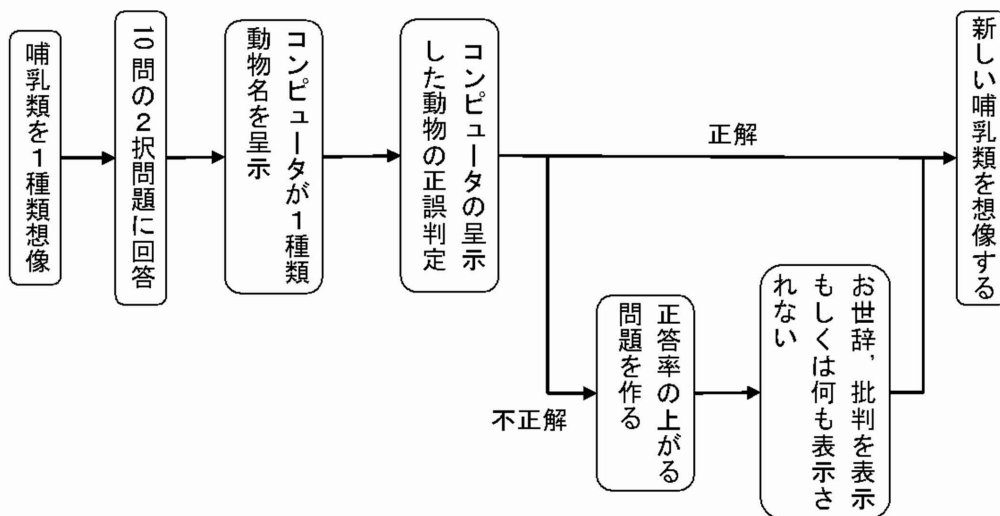 哺乳類を1種類想像
10問の2択問題に回答
コンピュータが1種類
動物名を呈示
コンピュータの呈示
した動物の正誤判定
正解
不正解
正答率の上がる
問題を作る
お世辞，批判を表示
もしくは何も表示さ
れない
新しい哺乳類を想像する